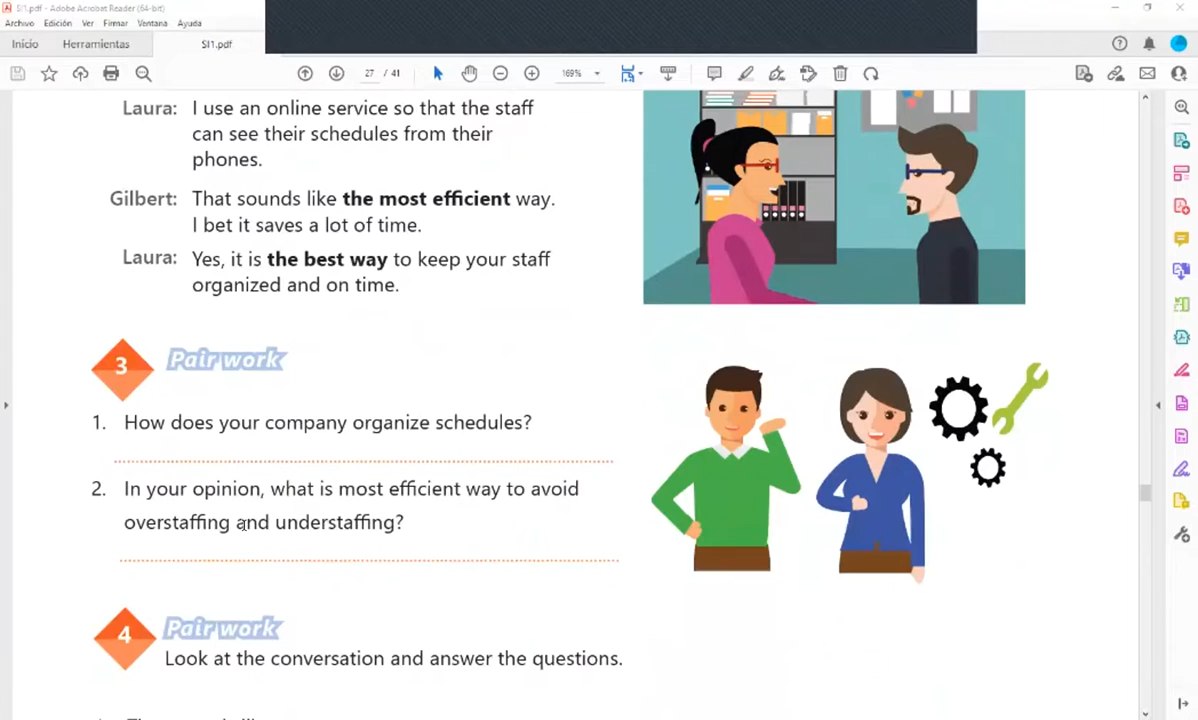 SI1.pdf - Adobe Acrobat Reader (64-bit)
Archivo Edición Ver Firmar Ventana Ayuda
Inicio Herramientas SI1.pdf
27 / 41 169%
Laura: I use an online service so that the staff
can see their schedules from their
phones.
Gilbert: That sounds like the most efficient way.
I bet it saves a lot of time.
Laura: Yes, it is the best way to keep your staff
organized and on time.
3 Pair work
1. How does your company organize schedules?
2. In your opinion, what is most efficient way to avoid
overstaffing and understaffing?
4 Pair work
Look at the conversation and answer the questions.